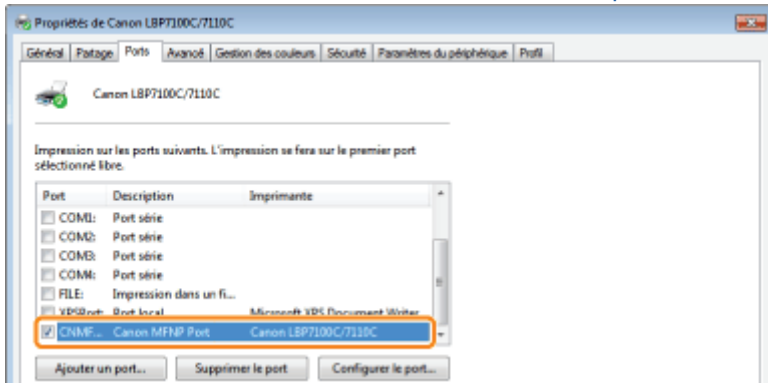 Propriétés de Canon LBP7100C/7110C
Général Partage Ports Avancé Gestion des couleurs Sécurité Paramètres du périphérique Profil
Canon LBP7100C/7110C
Impression sur les ports suivants. L'impression se fera sur le premier port
sélectionné libre.
Port Description Imprimante
COM1: Port série
COM2: Port série
COM3: Port série
COM4: Port série
FILE: Impression dans un fi...
XPSPort: Port local Microsoft XPS Document Writer
CNMF... Canon MFNP Port Canon LBP7100C/7110C
Ajouter un port... Supprimer le port Configurer le port...